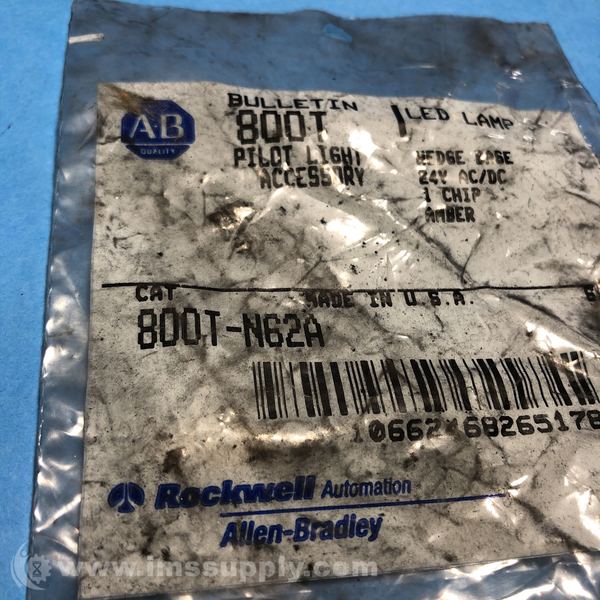 AB
QUALITY
BULLETIN
800T
PILOT LIGHT
ACCESSORY
LED LAMP
WEDGE BASE
24V AC/DC
1 CHIP
AMBER
CAT
MADE IN U.S.A.
800T-N62A
Rockwell Automation
Allen-Bradley
www.imssupply.com